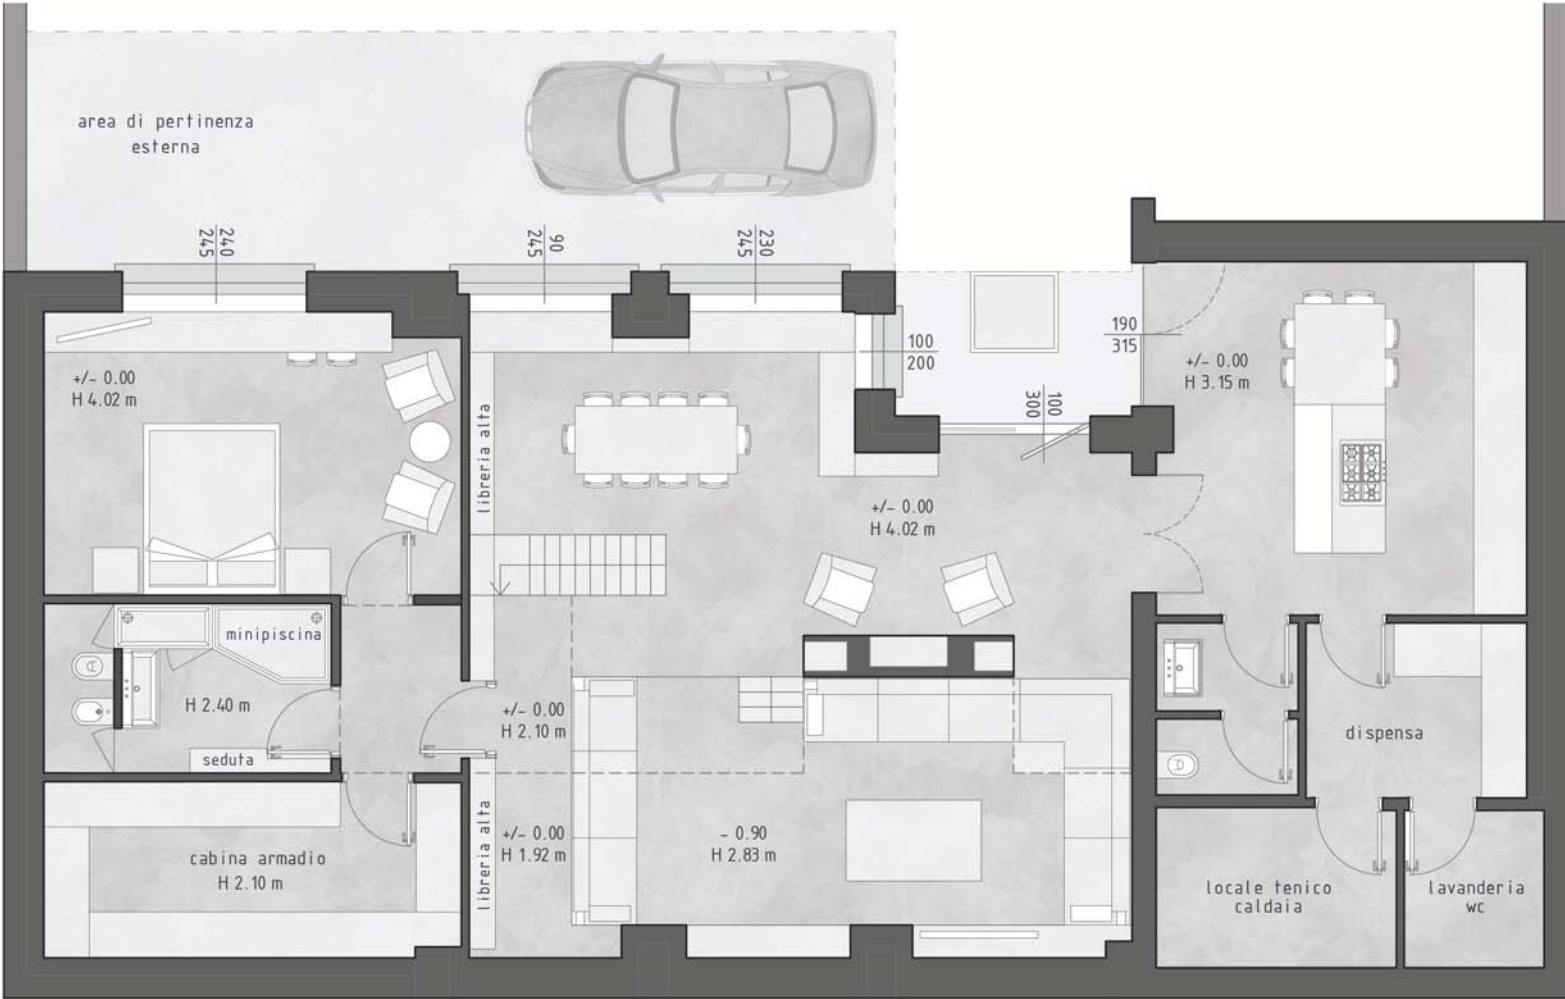 area di pertinenza
esterna
240
245
90
245
230
245
100
200
190
315
100
300
+/- 0.00
H 4.02 m
+/- 0.00
H 3.15 m
libreria alta
+/- 0.00
H 4.02 m
minipiscina
H 2.40 m
seduta
+/- 0.00
H 2.10 m
dispensa
cabina armadio
H 2.10 m
libreria alta
+/- 0.00
H 1.92 m
- 0.90
H 2.83 m
locale tenico
caldaia
lavanderia
wc